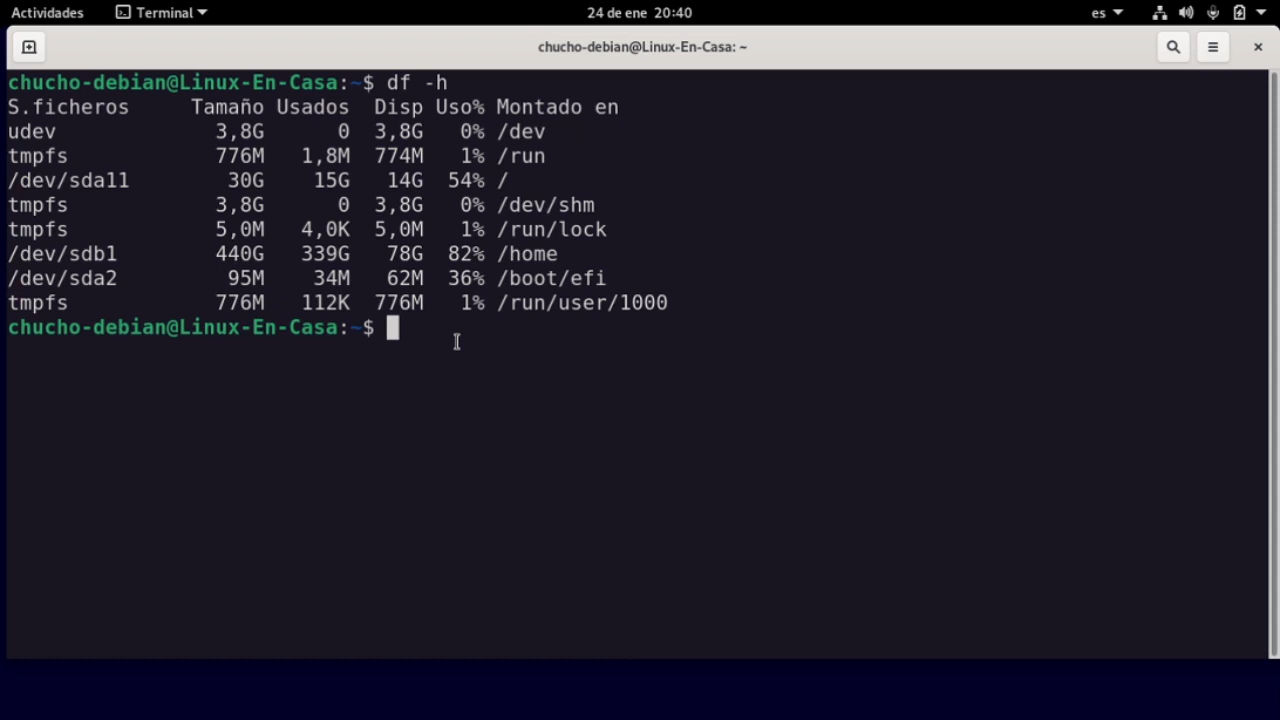 Actividades Terminal 24 de ene 20:40 es
chucho-debian@Linux-En-Casa: ~
chucho-debian@Linux-En-Casa:~$ df -h
S.ficheros Tamaño Usados Disp Uso% Montado en
udev 3,8G 0 3,8G 0% /dev
tmpfs 776M 1,8M 774M 1% /run
/dev/sda11 30G 15G 14G 54% /
tmpfs 3,8G 0 3,8G 0% /dev/shm
tmpfs 5,0M 4,0K 5,0M 1% /run/lock
/dev/sdb1 440G 339G 78G 82% /home
/dev/sda2 95M 34M 62M 36% /boot/efi
tmpfs 776M 112K 776M 1% /run/user/1000
chucho-debian@Linux-En-Casa:~$